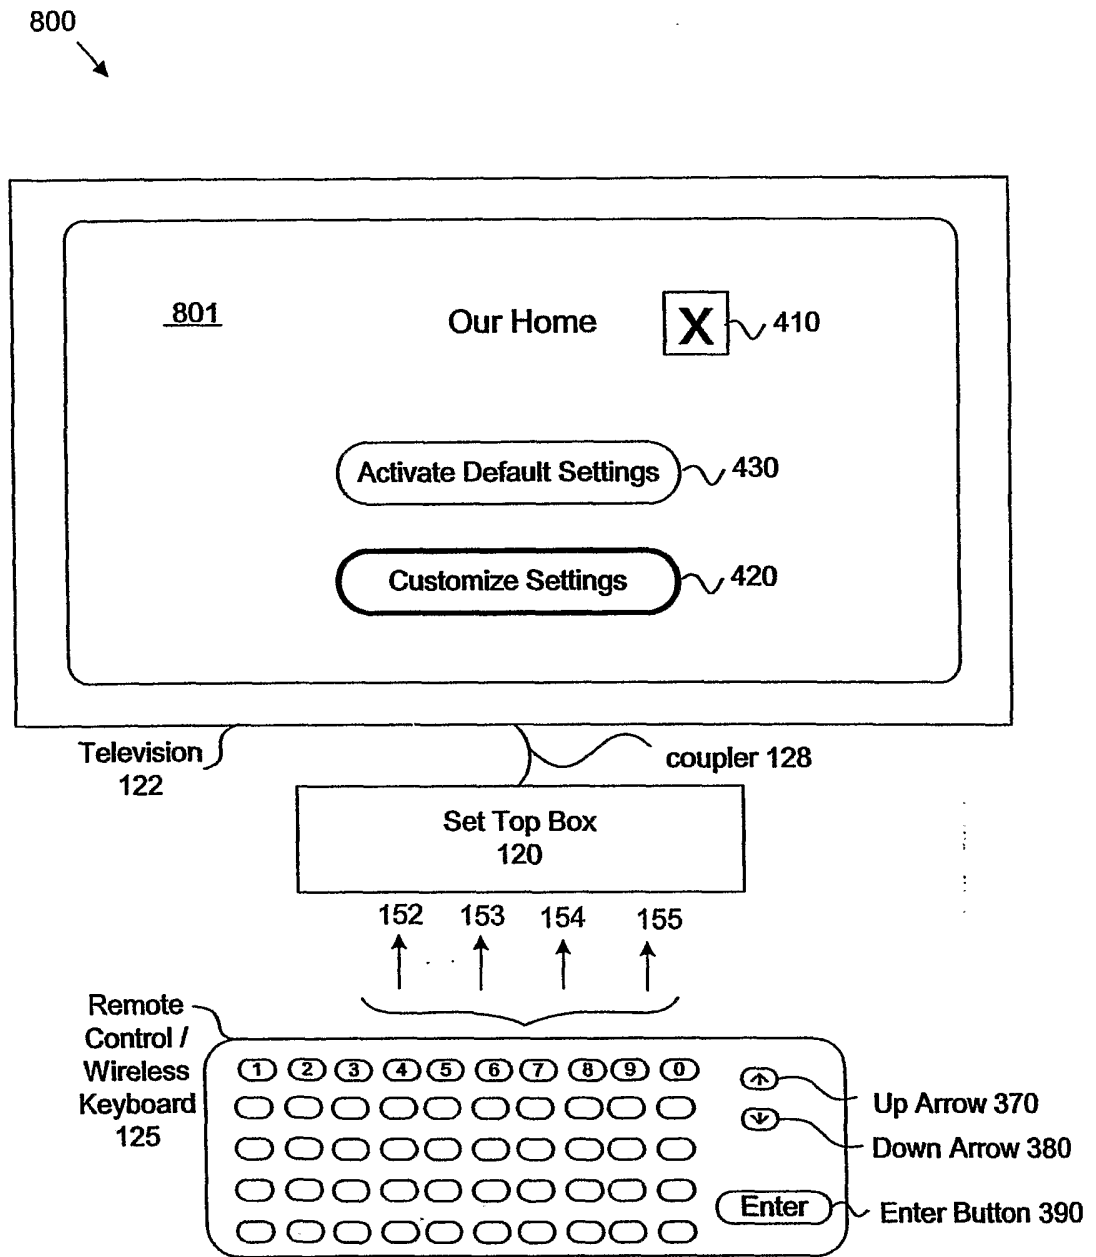 800
801
Our Home
X
410
Activate Default Settings
430
Customize Settings
420
Television
122
coupler 128
Set Top Box
120
152 153 154 155
Remote
Control /
Wireless
Keyboard
125
1 2 3 4 5 6 7 8 9 0
Up Arrow 370
Down Arrow 380
Enter
Enter Button 390